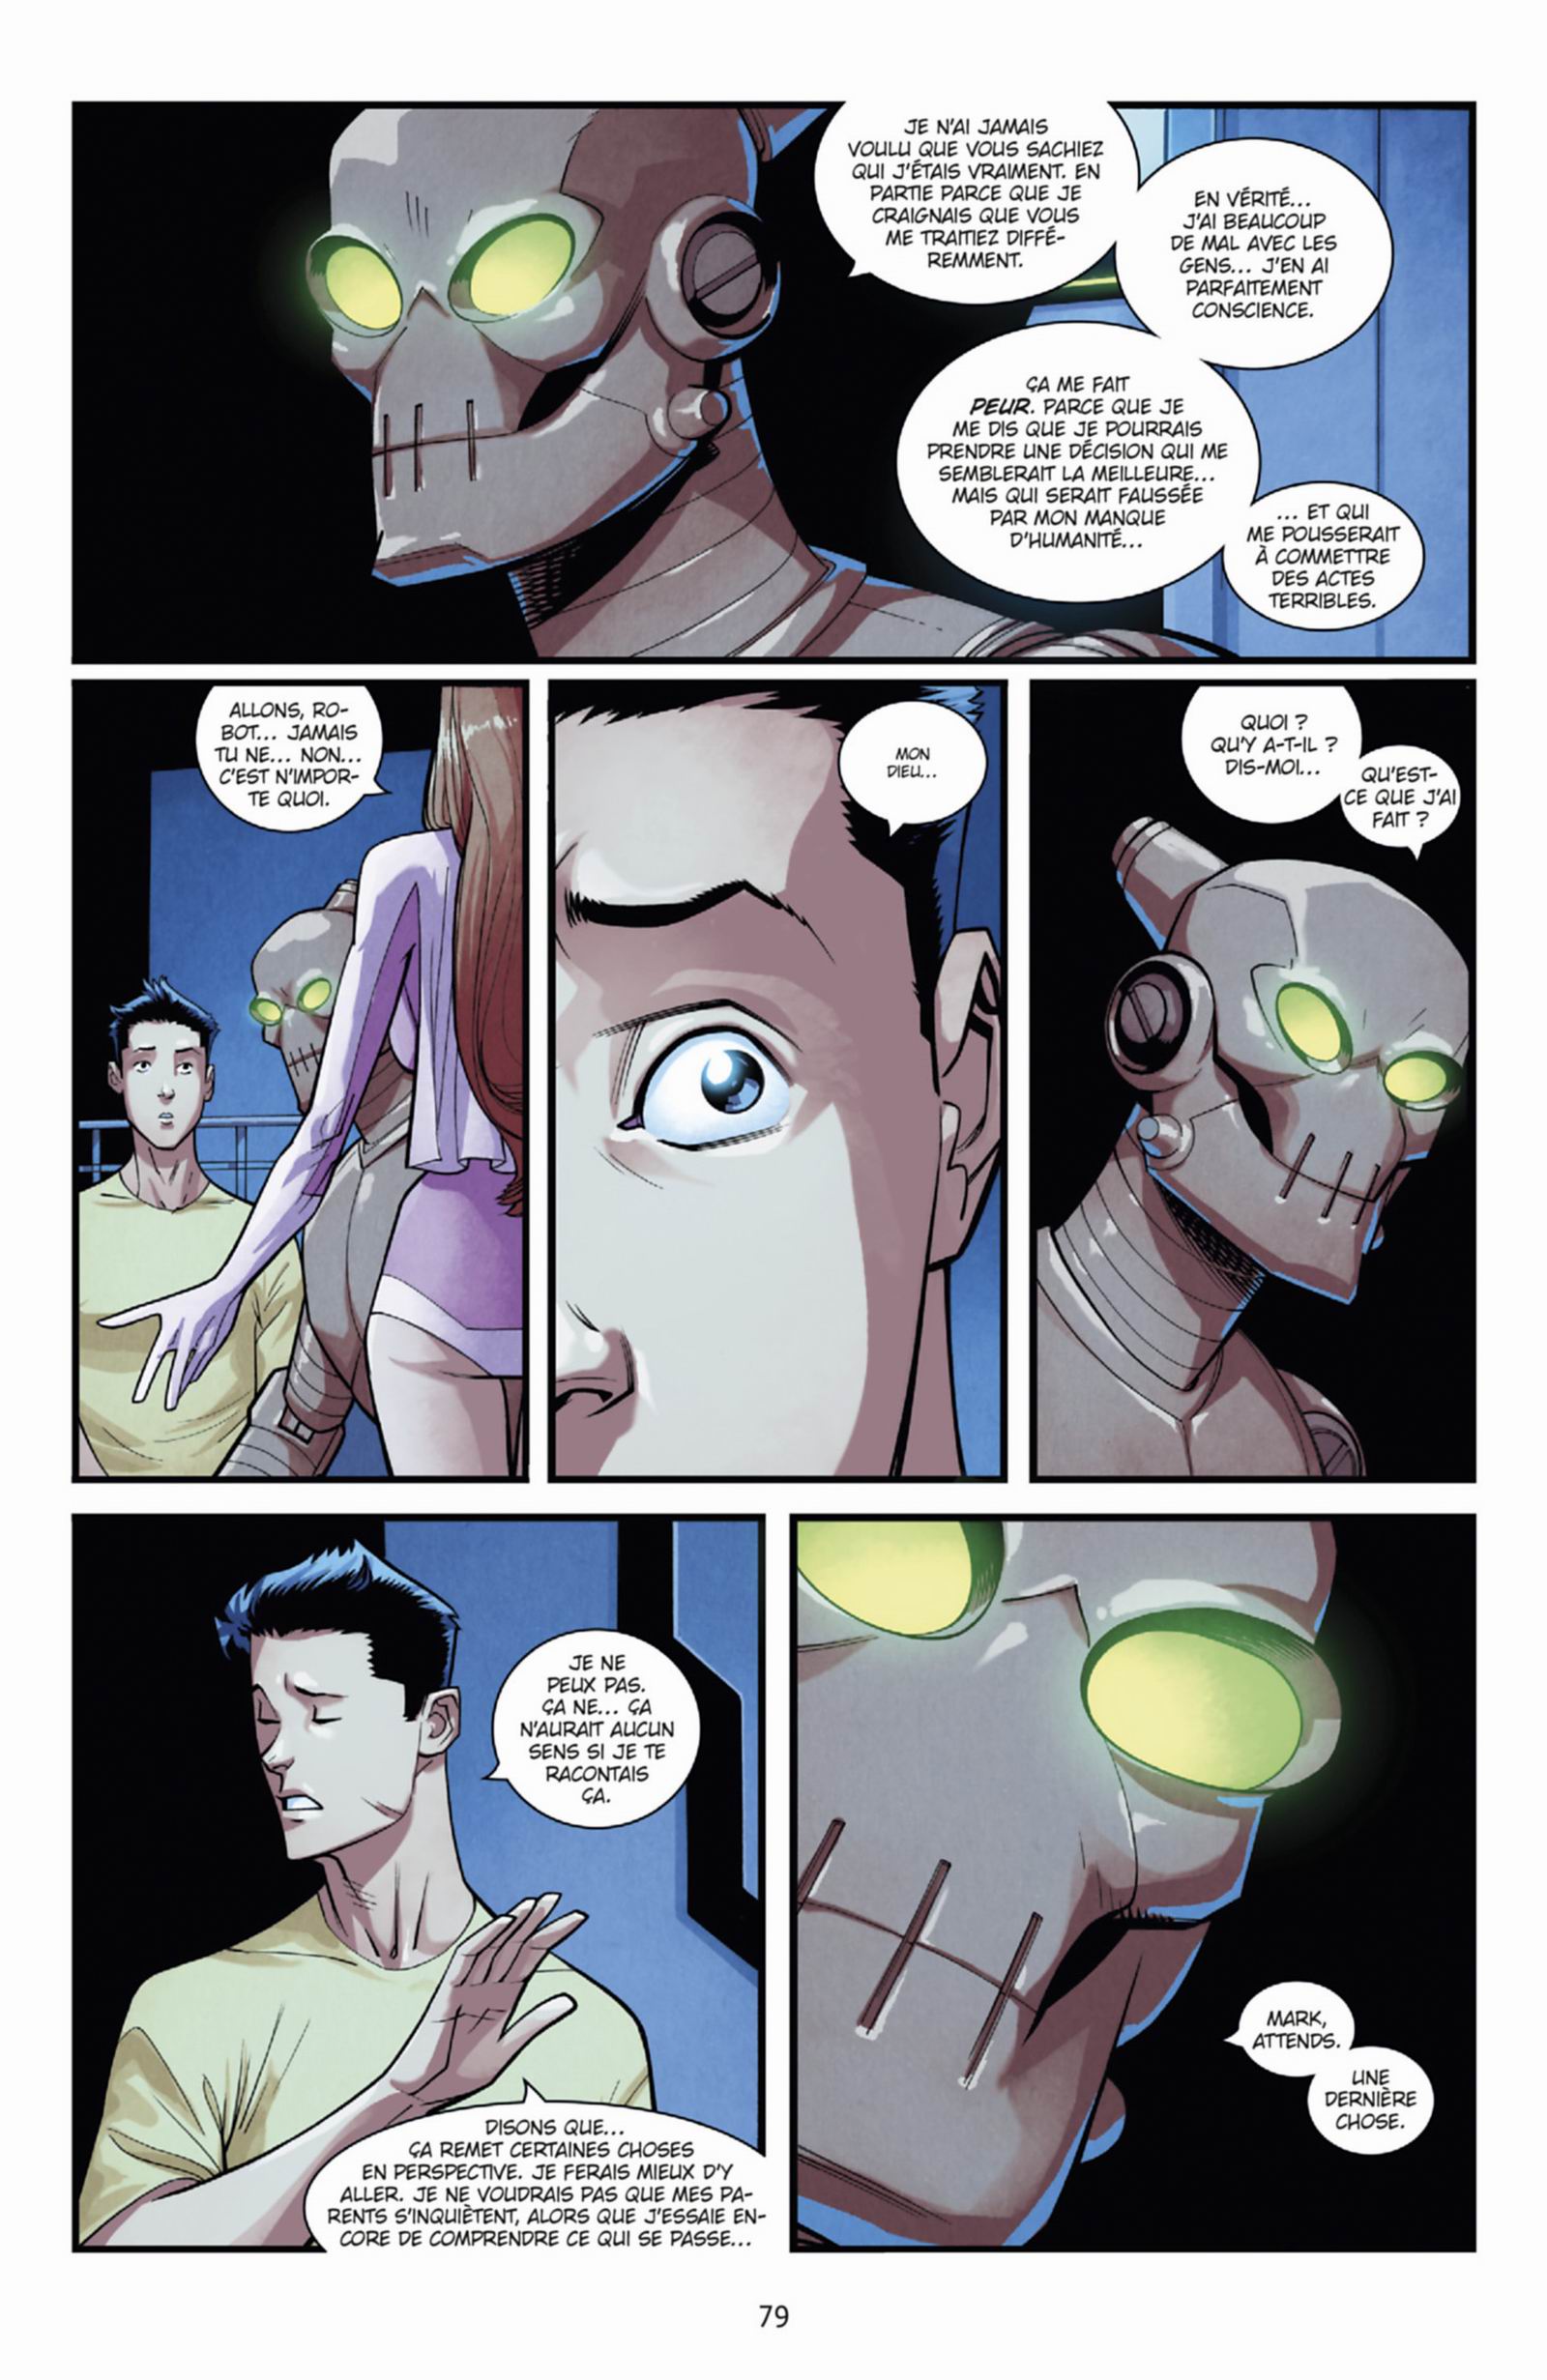 JE N'AI JAMAIS
VOULU QUE VOUS SACHIEZ
QUI J'ÉTAIS VRAIMENT. EN
PARTIE PARCE QUE JE
CRAIGNAIS QUE VOUS
ME TRAITIEZ DIFFÉ-
REMMENT.
EN VÉRITÉ...
J'AI BEAUCOUP
DE MAL AVEC LES
GENS... J'EN AI
PARFAITEMENT
CONSCIENCE.
ÇA ME FAIT
PEUR. PARCE QUE JE
ME DIS QUE JE POURRAIS
PRENDRE UNE DÉCISION QUI ME
SEMBLERAIT LA MEILLEURE...
MAIS QUI SERAIT FAUSSÉE
PAR MON MANQUE
D'HUMANITÉ...
... ET QUI
ME POUSSERAIT
À COMMETTRE
DES ACTES
TERRIBLES.
ALLONS, RO-
BOT... JAMAIS
TU NE... NON...
C'EST N'IMPOR-
TE QUOI.
MON
DIEU...
QUOI ?
QU'Y A-T-IL ?
DIS-MOI...
QU'EST-
CE QUE J'AI
FAIT ?
JE NE
PEUX PAS.
ÇA NE... ÇA
N'AURAIT AUCUN
SENS SI JE TE
RACONTAIS
ÇA.
DISONS QUE...
ÇA REMET CERTAINES CHOSES
EN PERSPECTIVE. JE FERAIS MIEUX D'Y
ALLER. JE NE VOUDRAIS PAS QUE MES PA-
RENTS S'INQUIÈTENT, ALORS QUE J'ESSAIE EN-
CORE DE COMPRENDRE CE QUI SE PASSE...
MARK,
ATTENDS.
UNE
DERNIÈRE
CHOSE.
79